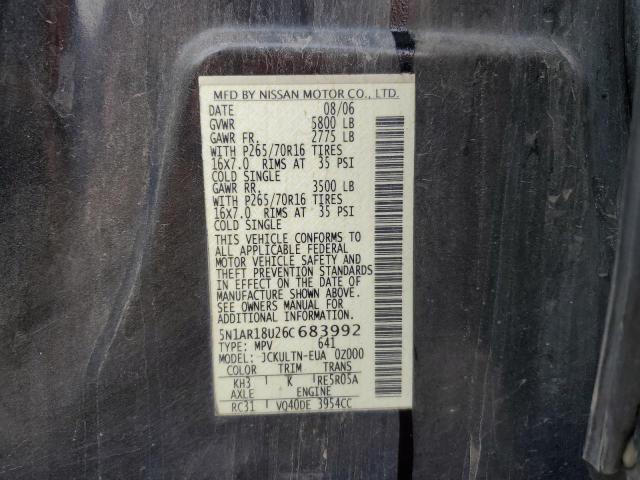 MFD BY NISSAN MOTOR CO., LTD.
DATE 08/06
GVWR 5800 LB
GAWR FR. 2775 LB
WITH P265/70R16 TIRES
16X7.0 RIMS AT 35 PSI
COLD SINGLE
GAWR RR. 3500 LB
WITH P265/70R16 TIRES
16X7.0 RIMS AT 35 PSI
COLD SINGLE
THIS VEHICLE CONFORMS TO
ALL APPLICABLE FEDERAL
MOTOR VEHICLE SAFETY AND
THEFT PREVENTION STANDARDS
IN EFFECT ON THE DATE OF
MANUFACTURE SHOWN ABOVE.
SEE OWNERS MANUAL FOR
ADDITIONAL INFORMATION.
5N1AR18U26C683992
TYPE: MPV 641
MODEL: JCKULTN-EUA 0Z000
COLOR TRIM TRANS
KH3 K RE5R05A
AXLE ENGINE
RC31 VQ40DE 3954CC